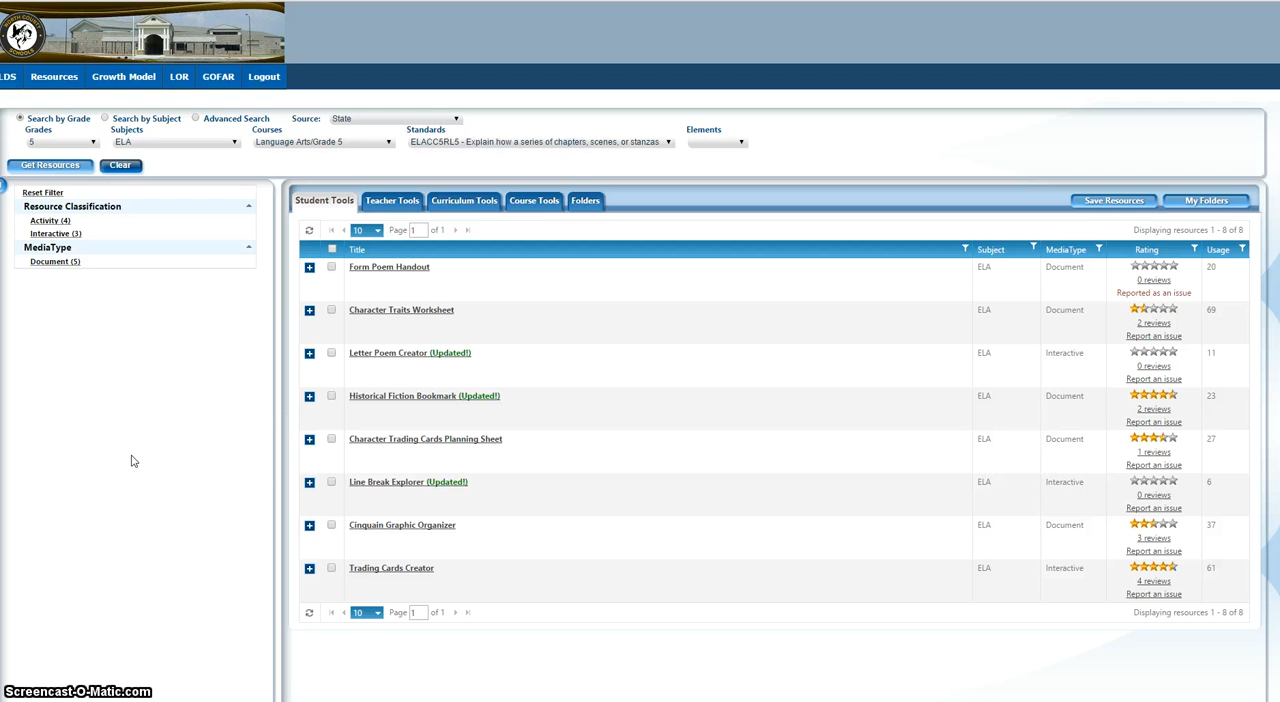 NORTH COUNTY
SCHOOLS
LDS Resources Growth Model LOR GOFAR Logout
Search by Grade Search by Subject Advanced Search Source: State
Grades Subjects Courses Standards Elements
5 ELA Language Arts/Grade 5 ELACC5RL5 - Explain how a series of chapters, scenes, or stanzas
Get Resources Clear
Reset Filter
Resource Classification
Activity (4)
Interactive (3)
MediaType
Document (5)
Student Tools Teacher Tools Curriculum Tools Course Tools Folders Save Resources My Folders
10 Page 1 of 1 Displaying resources 1 - 8 of 8
Title Subject MediaType Rating Usage
Form Poem Handout ELA Document 20
0 reviews
Reported as an issue
Character Traits Worksheet ELA Document 69
2 reviews
Report an issue
Letter Poem Creator (Updated!) ELA Interactive 11
0 reviews
Report an issue
Historical Fiction Bookmark (Updated!) ELA Document 23
2 reviews
Report an issue
Character Trading Cards Planning Sheet ELA Document 27
1 reviews
Report an issue
Line Break Explorer (Updated!) ELA Interactive 6
0 reviews
Report an issue
Cinquain Graphic Organizer ELA Document 37
3 reviews
Report an issue
Trading Cards Creator ELA Interactive 61
4 reviews
Report an issue
10 Page 1 of 1 Displaying resources 1 - 8 of 8
Screencast-O-Matic.com